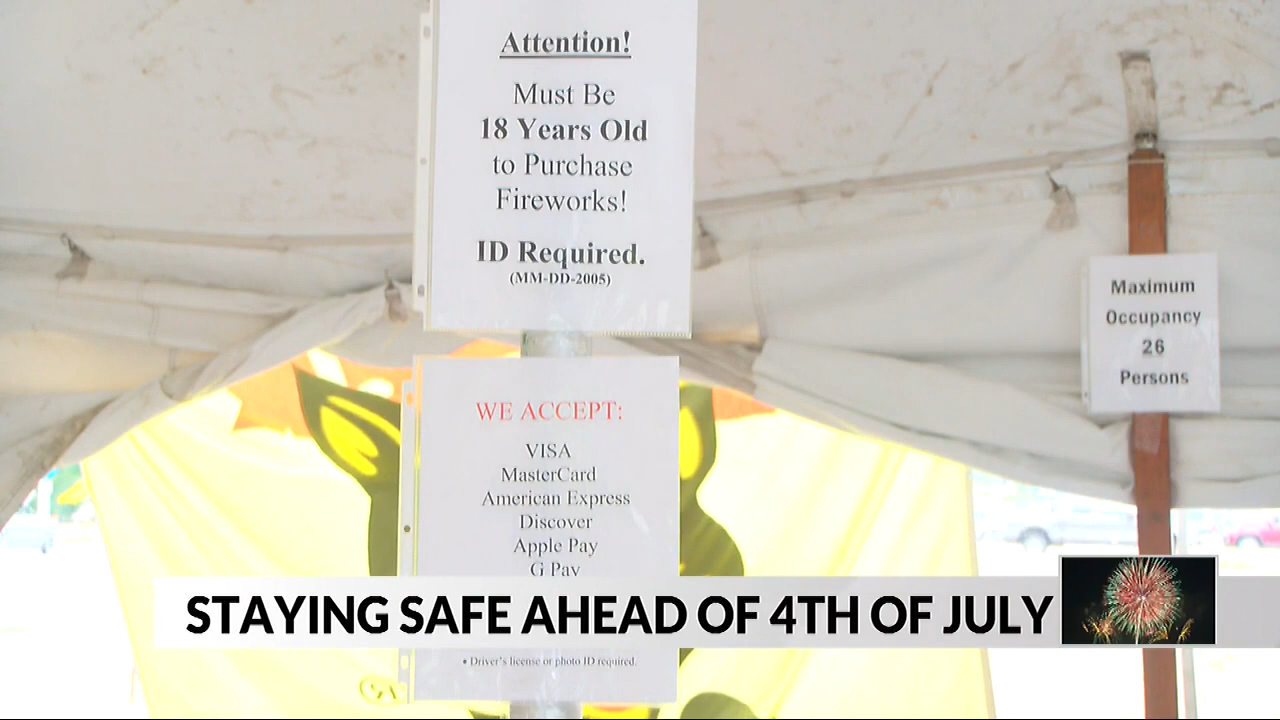 Attention!
Must Be
18 Years Old
to Purchase
Fireworks!
ID Required.
(MM-DD-2005)
Maximum
Occupancy
26
Persons
WE ACCEPT:
VISA
MasterCard
American Express
Discover
Apple Pay
G Pay
STAYING SAFE AHEAD OF 4TH OF JULY
• Driver's license or photo ID required.